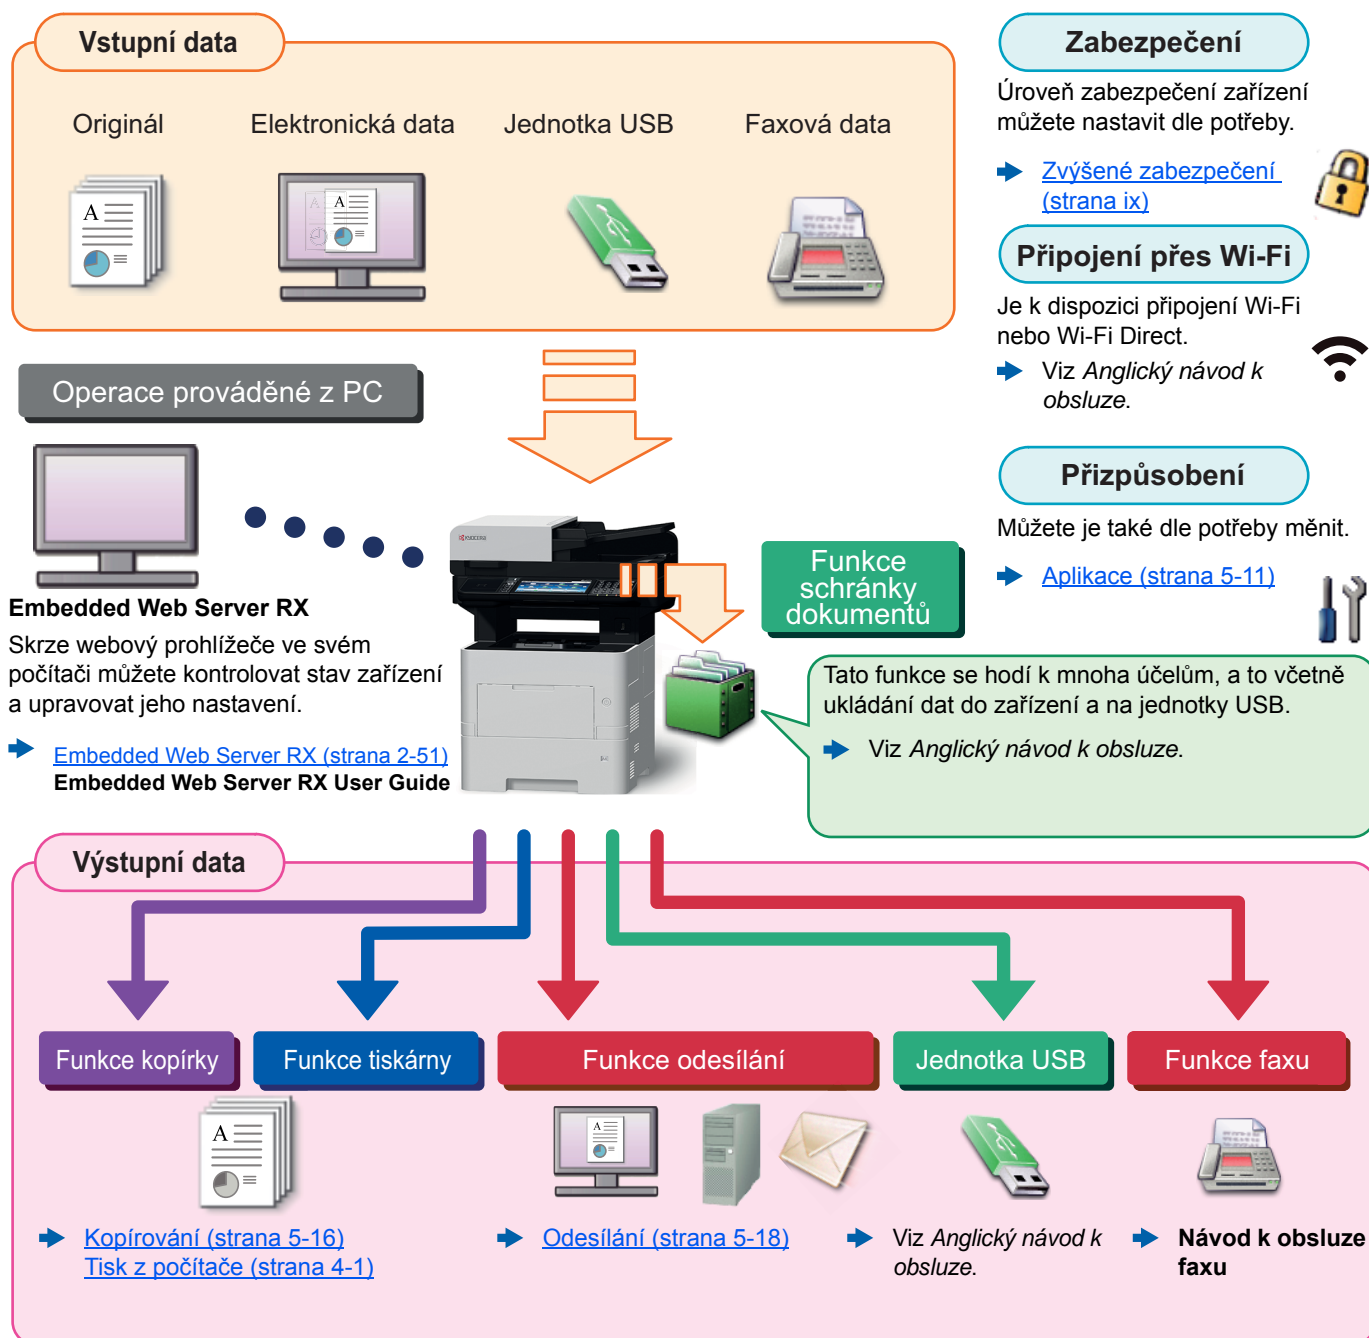 Vstupní data
Originál
Elektronická data
Jednotka USB
Faxová data
Zabezpečení
Úroveň zabezpečení zařízení
můžete nastavit dle potřeby.
Zvýšené zabezpečení
(strana ix)
Připojení přes Wi-Fi
Je k dispozici připojení Wi-Fi
nebo Wi-Fi Direct.
Viz Anglický návod k
obsluze.
Přizpůsobení
Můžete je také dle potřeby měnit.
Aplikace (strana 5-11)
Operace prováděné z PC
Embedded Web Server RX
Skrze webový prohlížeče ve svém
počítači můžete kontrolovat stav zařízení
a upravovat jeho nastavení.
Embedded Web Server RX (strana 2-51)
Embedded Web Server RX User Guide
KYOCERA
Funkce
schránky
dokumentů
Tato funkce se hodí k mnoha účelům, a to včetně
ukládání dat do zařízení a na jednotky USB.
Viz Anglický návod k obsluze.
Výstupní data
Funkce kopírky
Funkce tiskárny
Funkce odesílání
Jednotka USB
Funkce faxu
Kopírování (strana 5-16)
Tisk z počítače (strana 4-1)
Odesílání (strana 5-18)
Viz Anglický návod k
obsluze.
Návod k obsluze
faxu